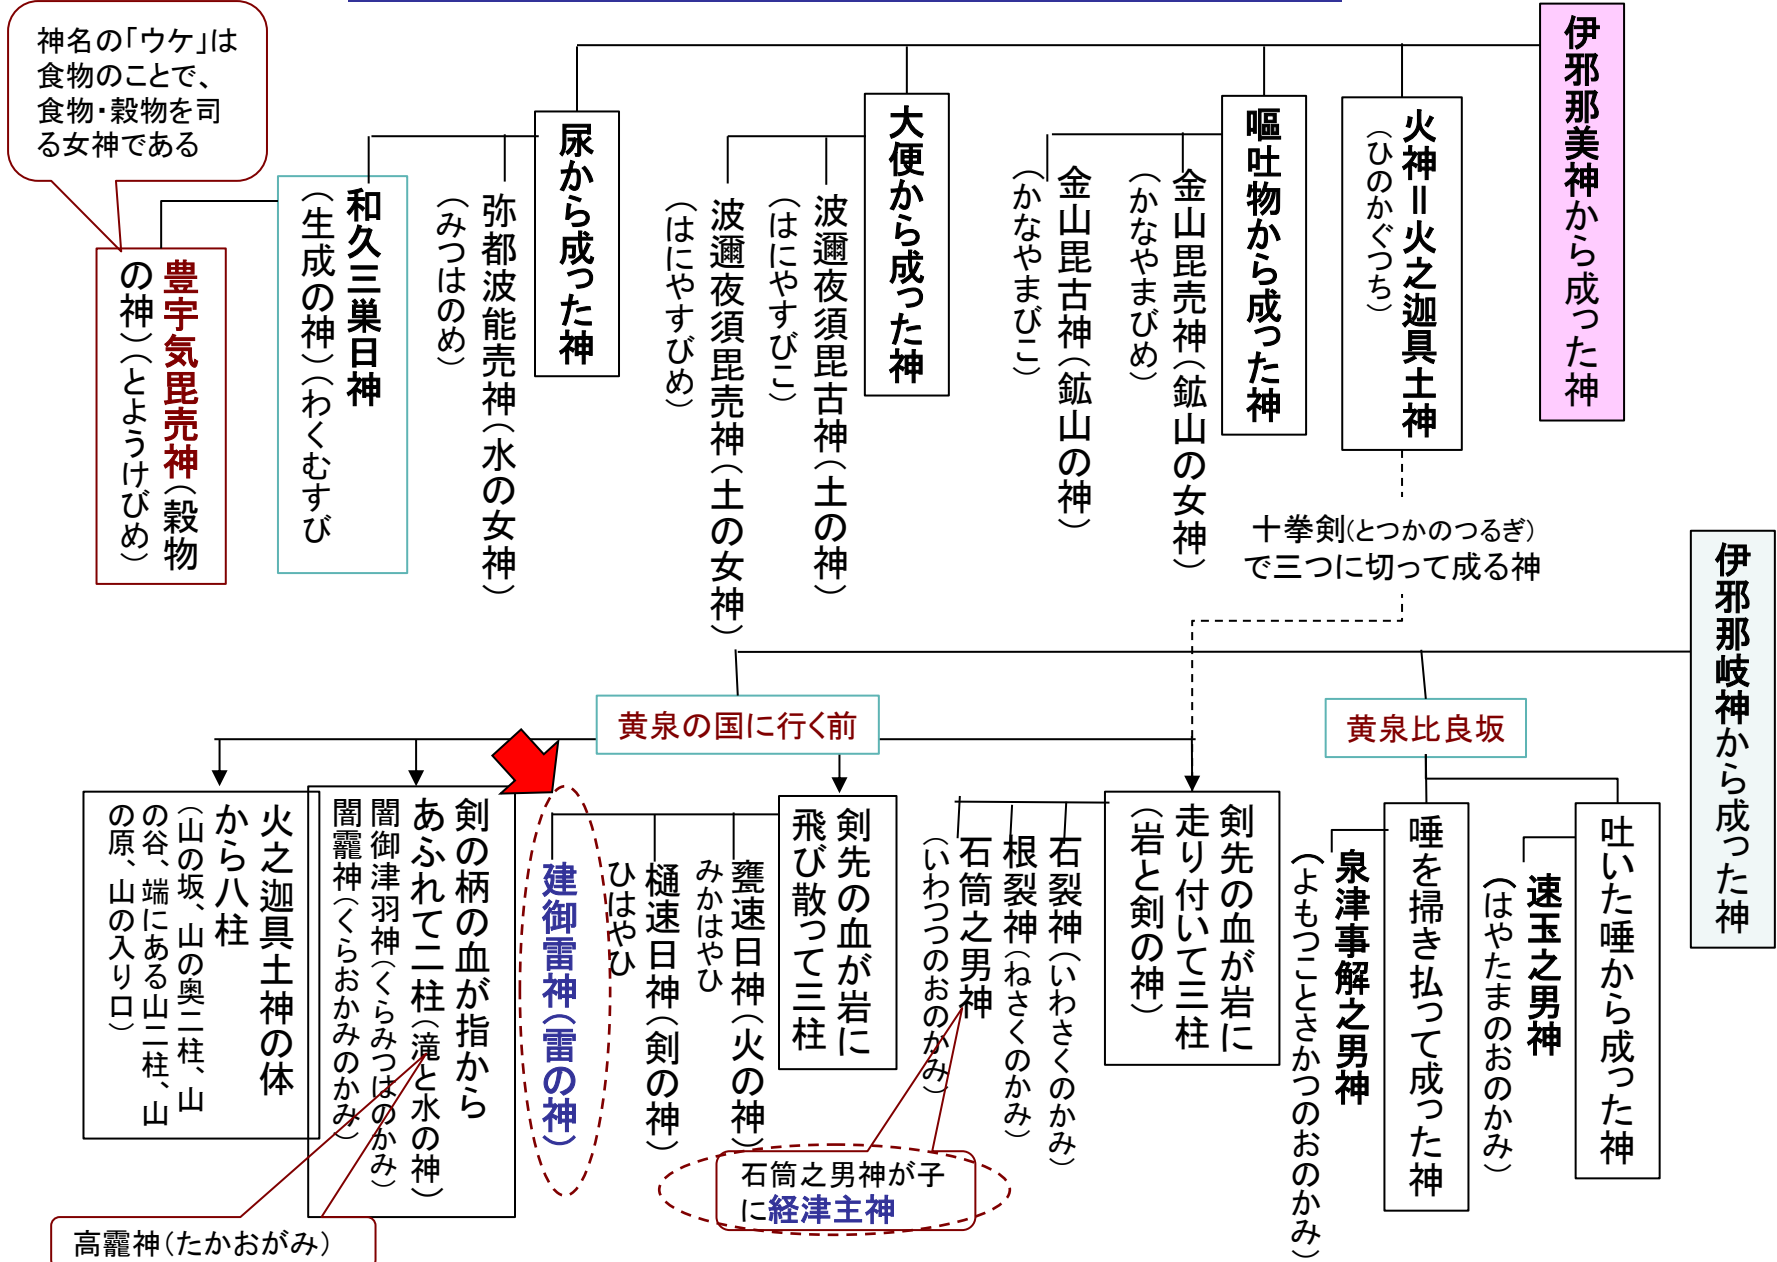 伊邪那美神から成った神
火神＝火之迦具土神
（ひのかぐつち）
嘔吐物から成った神
金山毘売神（鉱山の女神）
（かなやまびめ）
金山毘古神（鉱山の神）
（かなやまびこ）
大便から成った神
波邇夜須毘古神（土の神）
（はにやすびこ）
波邇夜須毘売神（土の女神）
（はにやすびめ）
尿から成った神
弥都波能売神（水の女神）
（みつはのめ）
和久三巣日神
（生成の神）（わくむすび
豊宇気毘売神（穀物
の神）（とようけびめ）
神名の「ウケ」は
食物のことで、
食物・穀物を司
る女神である
十拳剣（とつかのつるぎ）
で三つに切って成る神
伊邪那岐神から成った神
黄泉比良坂
吐いた唾から成った神
速玉之男神
（はやたまのおのかみ）
唾を掃き払って成った神
泉津事解之男神
（よもつことさかつのおのかみ）
黄泉の国に行く前
剣先の血が岩に
走り付いて三柱
（岩と剣の神）
石裂神（いわさくのかみ）
根裂神（ねさくのかみ）
石筒之男神
（いわつつのおのかみ）
石筒之男神が子
に経津主神
剣先の血が岩に
飛び散って三柱
甕速日神（火の神）
みかはやひ
樋速日神（剣の神）
ひはやひ
建御雷神（雷の神）
剣の柄の血が指から
あふれて二柱（滝と水の神）
闇御津羽神（くらみつはのかみ）
闇龗神（くらおかみのかみ）
高龗神（たかおがみ）
火之迦具土神の体
から八柱
（山の坂、山の奥二柱、山
の谷、端にある山二柱、山
の原、山の入り口）